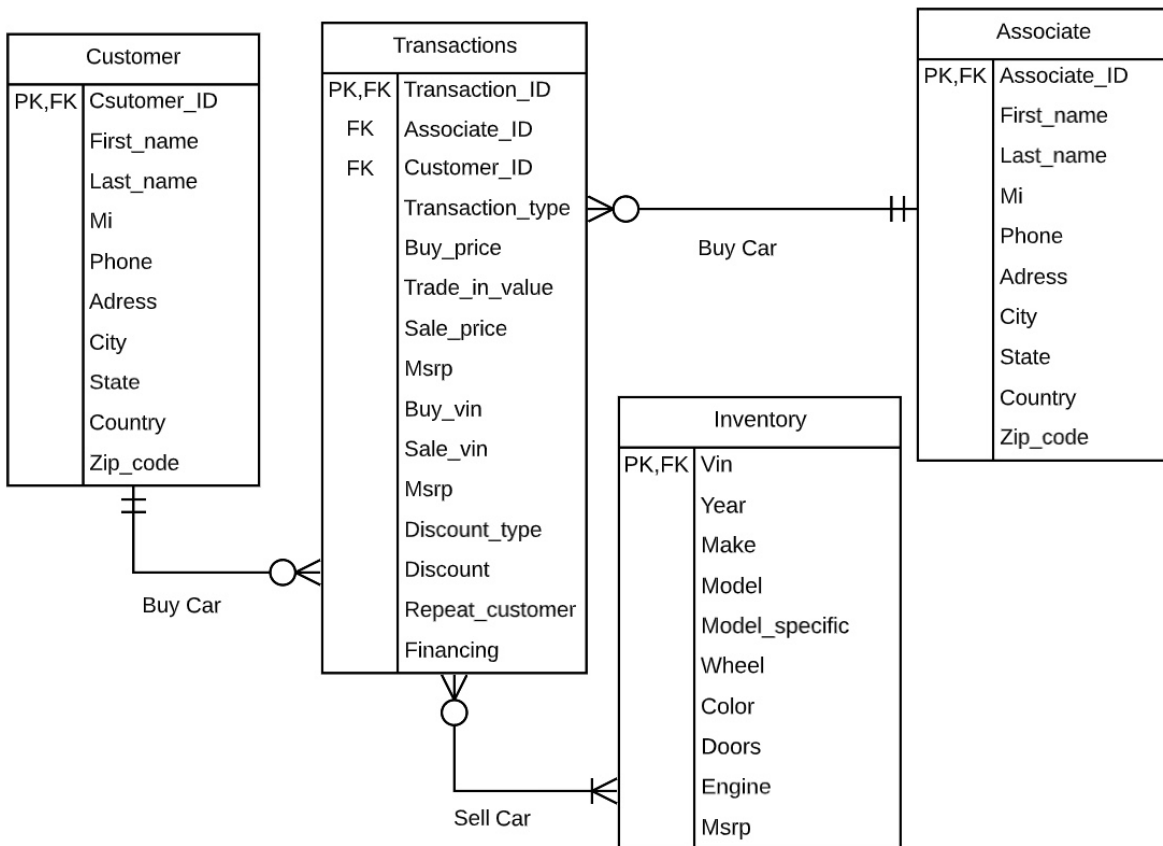 Customer
PK,FK Csutomer_ID
First_name
Last_name
Mi
Phone
Adress
City
State
Country
Zip_code
Buy Car
Transactions
PK,FK Transaction_ID
FK Associate_ID
FK Customer_ID
Transaction_type
Buy_price
Trade_in_value
Sale_price
Msrp
Buy_vin
Sale_vin
Msrp
Discount_type
Discount
Repeat_customer
Financing
Buy Car
Sell Car
Associate
PK,FK Associate_ID
First_name
Last_name
Mi
Phone
Adress
City
State
Country
Zip_code
Inventory
PK,FK Vin
Year
Make
Model
Model_specific
Wheel
Color
Doors
Engine
Msrp